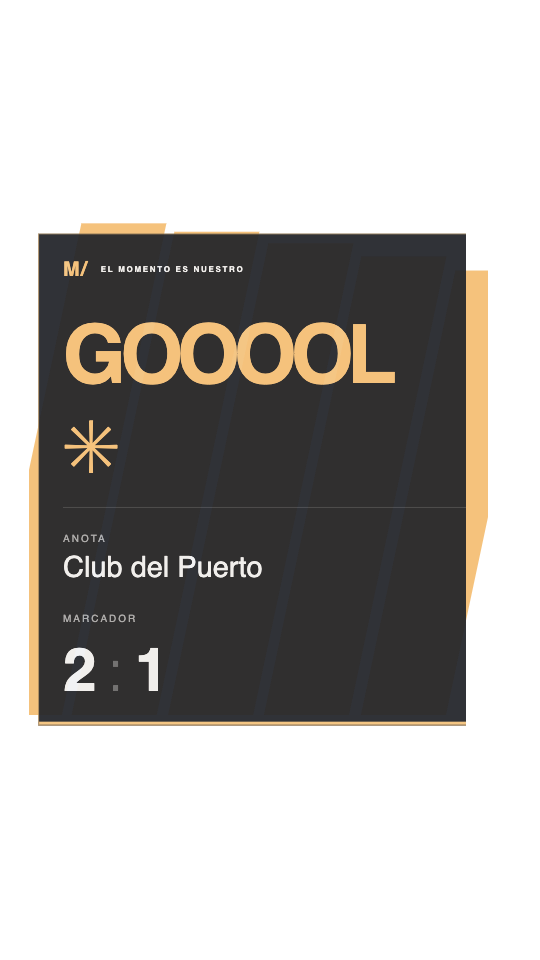 M/ EL MOMENTO ES NUESTRO
GOOOOL
ANOTA
Club del Puerto
MARCADOR
2 : 1